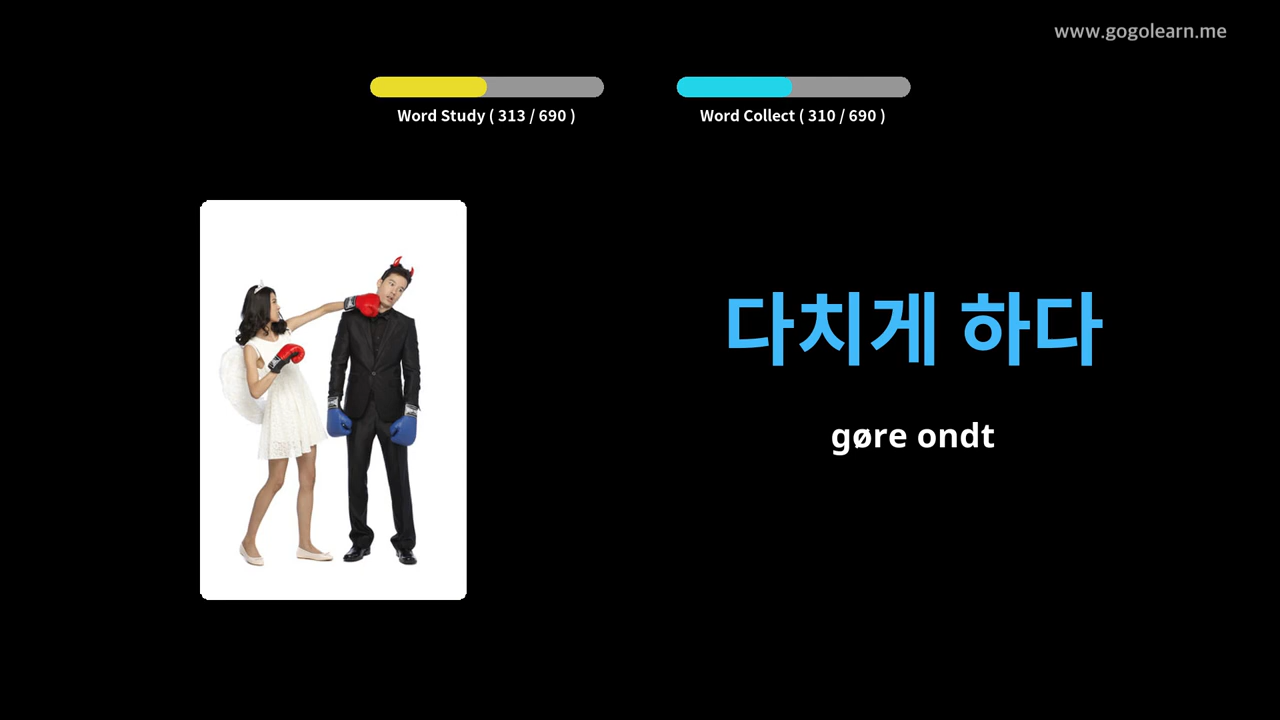 www.gogolearn.me
Word Study ( 313 / 690 )
Word Collect ( 310 / 690 )
다치게 하다
gøre ondt